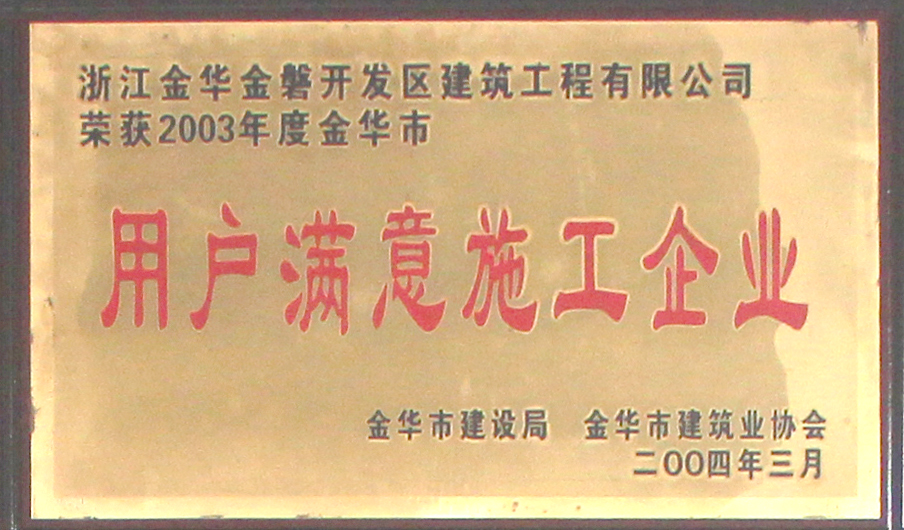 浙江金华金磐开发区建筑工程有限公司
荣获2003年度金华市
用户满意施工企业
金华市建设局　金华市建筑业协会
二OO四年三月